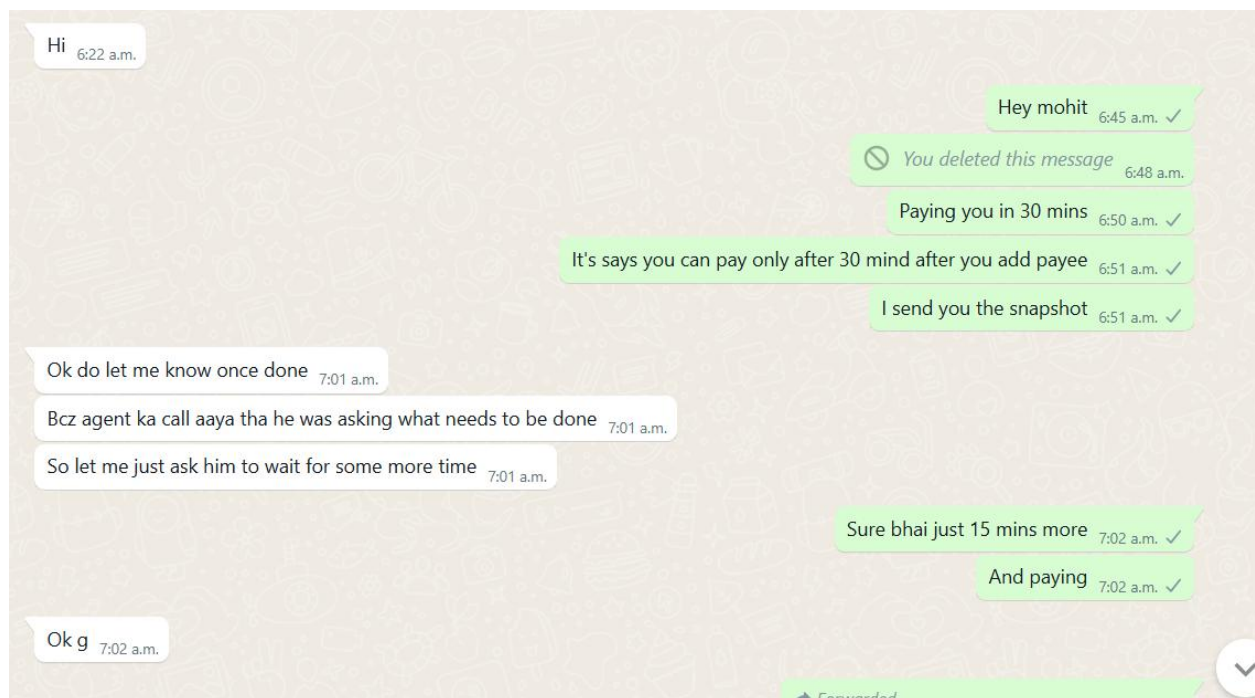 Hi 6:22 a.m.
Hey mohit 6:45 a.m.
You deleted this message 6:48 a.m.
Paying you in 30 mins 6:50 a.m.
It's says you can pay only after 30 mind after you add payee 6:51 a.m.
I send you the snapshot 6:51 a.m.
Ok do let me know once done 7:01 a.m.
Bcz agent ka call aaya tha he was asking what needs to be done 7:01 a.m.
So let me just ask him to wait for some more time 7:01 a.m.
Sure bhai just 15 mins more 7:02 a.m.
And paying 7:02 a.m.
Ok g 7:02 a.m.
Forwarded